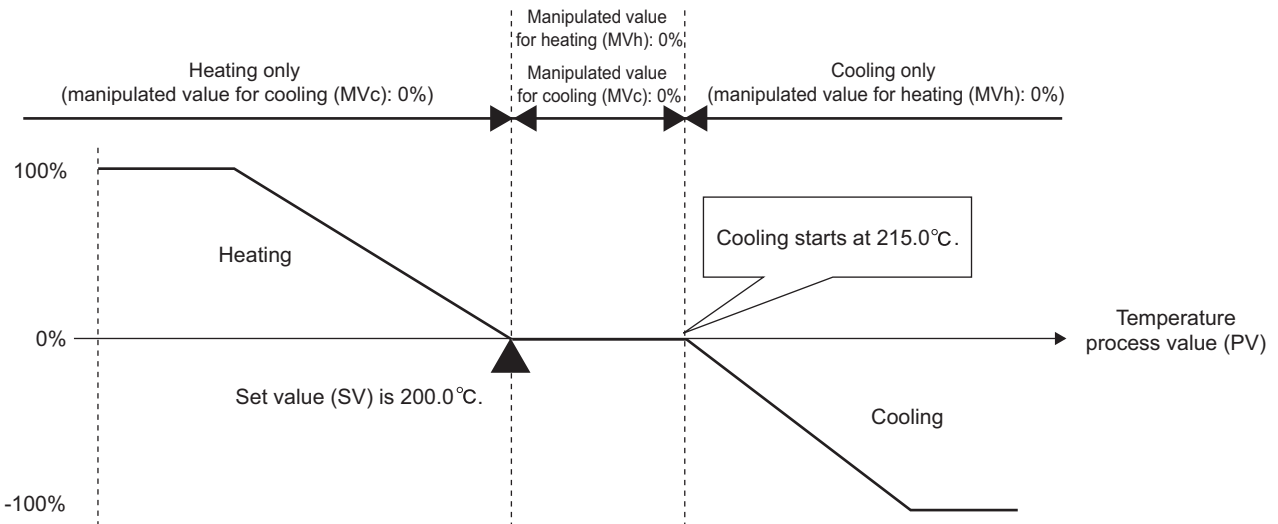 Manipulated value
for heating (MVh): 0%
Heating only
(manipulated value for cooling (MVc): 0%)
Manipulated value
for cooling (MVc): 0%
Cooling only
(manipulated value for heating (MVh): 0%)
100%
Heating
Cooling starts at 215.0℃.
0%
Temperature
process value (PV)
Set value (SV) is 200.0℃.
Cooling
-100%